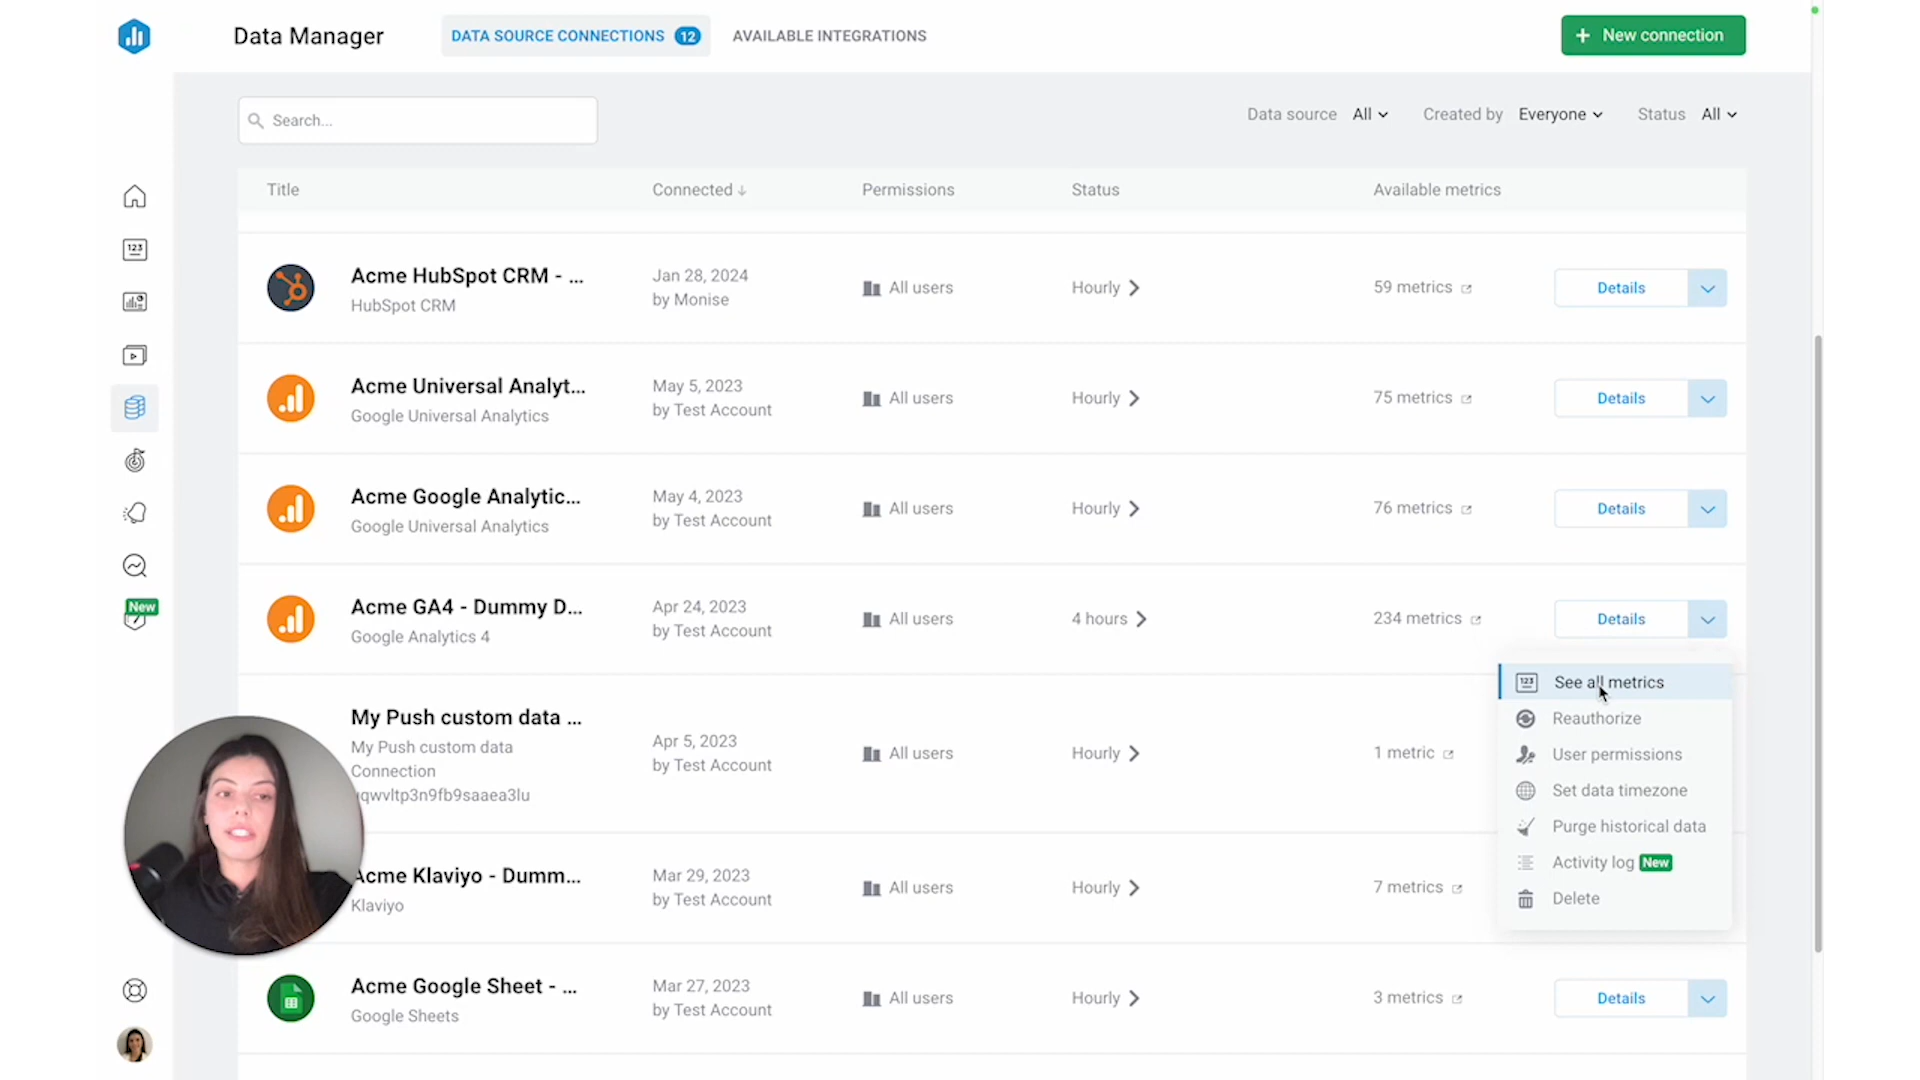 Data Manager
DATA SOURCE CONNECTIONS 12
AVAILABLE INTEGRATIONS
+ New connection
Search...
Data source All
Created by Everyone
Status All
Title
Connected ↓
Permissions
Status
Available metrics
Acme HubSpot CRM - ...
HubSpot CRM
Jan 28, 2024
by Monise
All users
Hourly
59 metrics
Details
Acme Universal Analyt...
Google Universal Analytics
May 5, 2023
by Test Account
All users
Hourly
75 metrics
Details
Acme Google Analytic...
Google Universal Analytics
May 4, 2023
by Test Account
All users
Hourly
76 metrics
Details
Acme GA4 - Dummy D...
Google Analytics 4
Apr 24, 2023
by Test Account
All users
4 hours
234 metrics
Details
My Push custom data ...
My Push custom data
Connection
qwvltp3n9fb9saaea3lu
Apr 5, 2023
by Test Account
All users
Hourly
1 metric
123 See all metrics
Reauthorize
User permissions
Set data timezone
Purge historical data
Activity log New
Delete
Acme Klaviyo - Dumm...
Klaviyo
Mar 29, 2023
by Test Account
All users
Hourly
7 metrics
Acme Google Sheet - ...
Google Sheets
Mar 27, 2023
by Test Account
All users
Hourly
3 metrics
Details
123
New